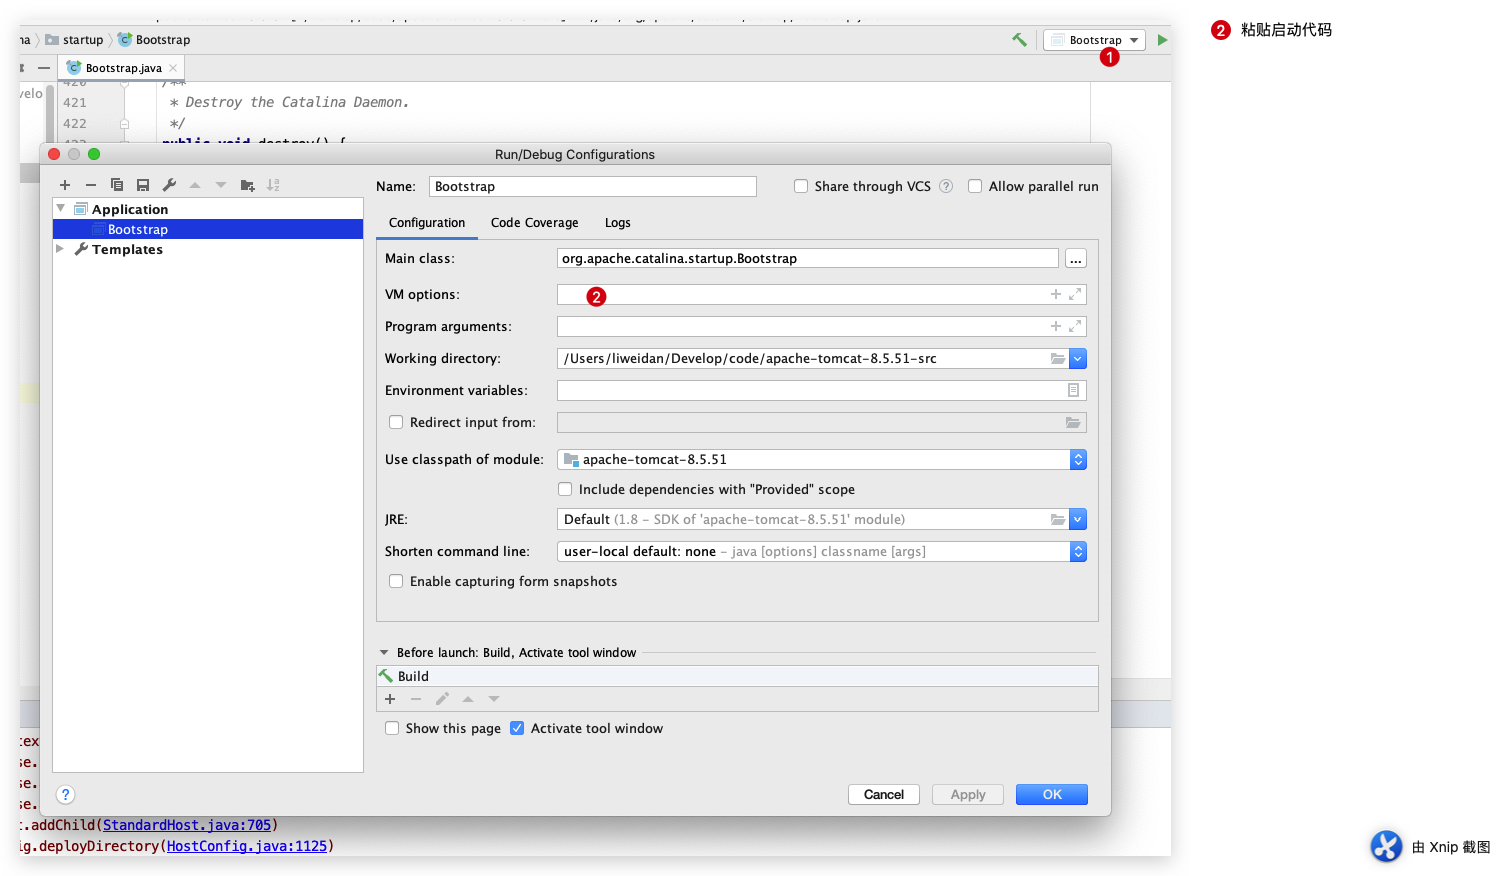 na startup Bootstrap
Bootstrap
1
2 粘贴启动代码
Bootstrap.java
velo
420 /**
421 * Destroy the Catalina Daemon.
422 */
public void destroy() {
Run/Debug Configurations
Name: Bootstrap
Share through VCS ?
Allow parallel run
Application
Bootstrap
Templates
Configuration Code Coverage Logs
Main class: org.apache.catalina.startup.Bootstrap ...
VM options: 2
Program arguments:
Working directory: /Users/liweidan/Develop/code/apache-tomcat-8.5.51-src
Environment variables:
Redirect input from:
Use classpath of module: apache-tomcat-8.5.51
Include dependencies with "Provided" scope
JRE: Default (1.8 – SDK of 'apache-tomcat-8.5.51' module)
Shorten command line: user-local default: none – java [options] classname [args]
Enable capturing form snapshots
Before launch: Build, Activate tool window
Build
Show this page Activate tool window
? Cancel Apply OK
tex
se.
se.
se.
t.addChild(StandardHost.java:705)
ig.deployDirectory(HostConfig.java:1125)
由 Xnip 截图